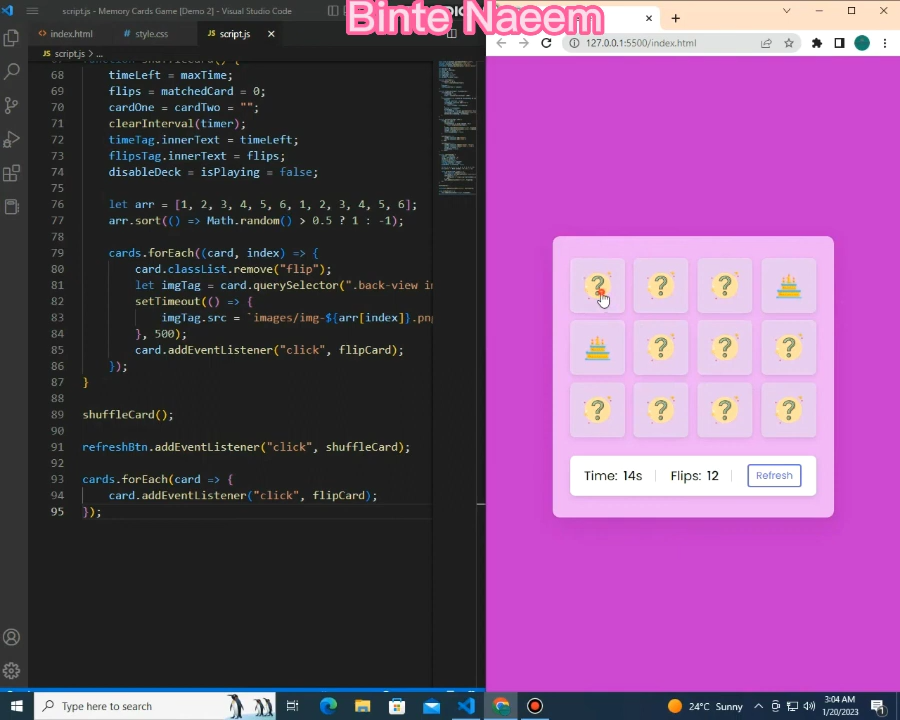 script.js - Memory Cards Game [Demo 2] - Visual Studio Code
Binte Naeem
index.html
# style.css
JS script.js
JS script.js > ...
127.0.0.1:5500/index.html
68 timeLeft = maxTime;
69 flips = matchedCard = 0;
70 cardOne = cardTwo = "";
71 clearInterval(timer);
72 timeTag.innerText = timeLeft;
73 flipsTag.innerText = flips;
74 disableDeck = isPlaying = false;
75
76 let arr = [1, 2, 3, 4, 5, 6, 1, 2, 3, 4, 5, 6];
77 arr.sort(() => Math.random() > 0.5 ? 1 : -1);
78
79 cards.forEach((card, index) => {
80 card.classList.remove("flip");
81 let imgTag = card.querySelector(".back-view i
82 setTimeout(() => {
83 imgTag.src = `images/img-${arr[index]}.pn
84 }, 500);
85 card.addEventListener("click", flipCard);
86 });
87 }
88
89 shuffleCard();
90
91 refreshBtn.addEventListener("click", shuffleCard);
92
93 cards.forEach(card => {
94 card.addEventListener("click", flipCard);
95 });
? ? ?
? ? ?
? ? ? ?
Time: 14s Flips: 12 Refresh
Type here to search
24°C Sunny
3:04 AM
1/20/2023